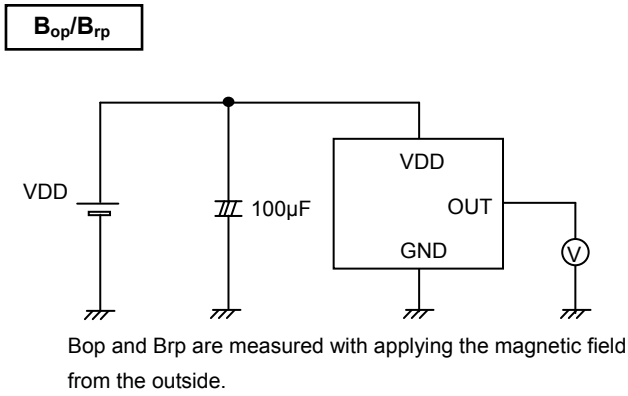 Bop/Brp
VDD
100µF
VDD
OUT
GND
V
Bop and Brp are measured with applying the magnetic field
from the outside.